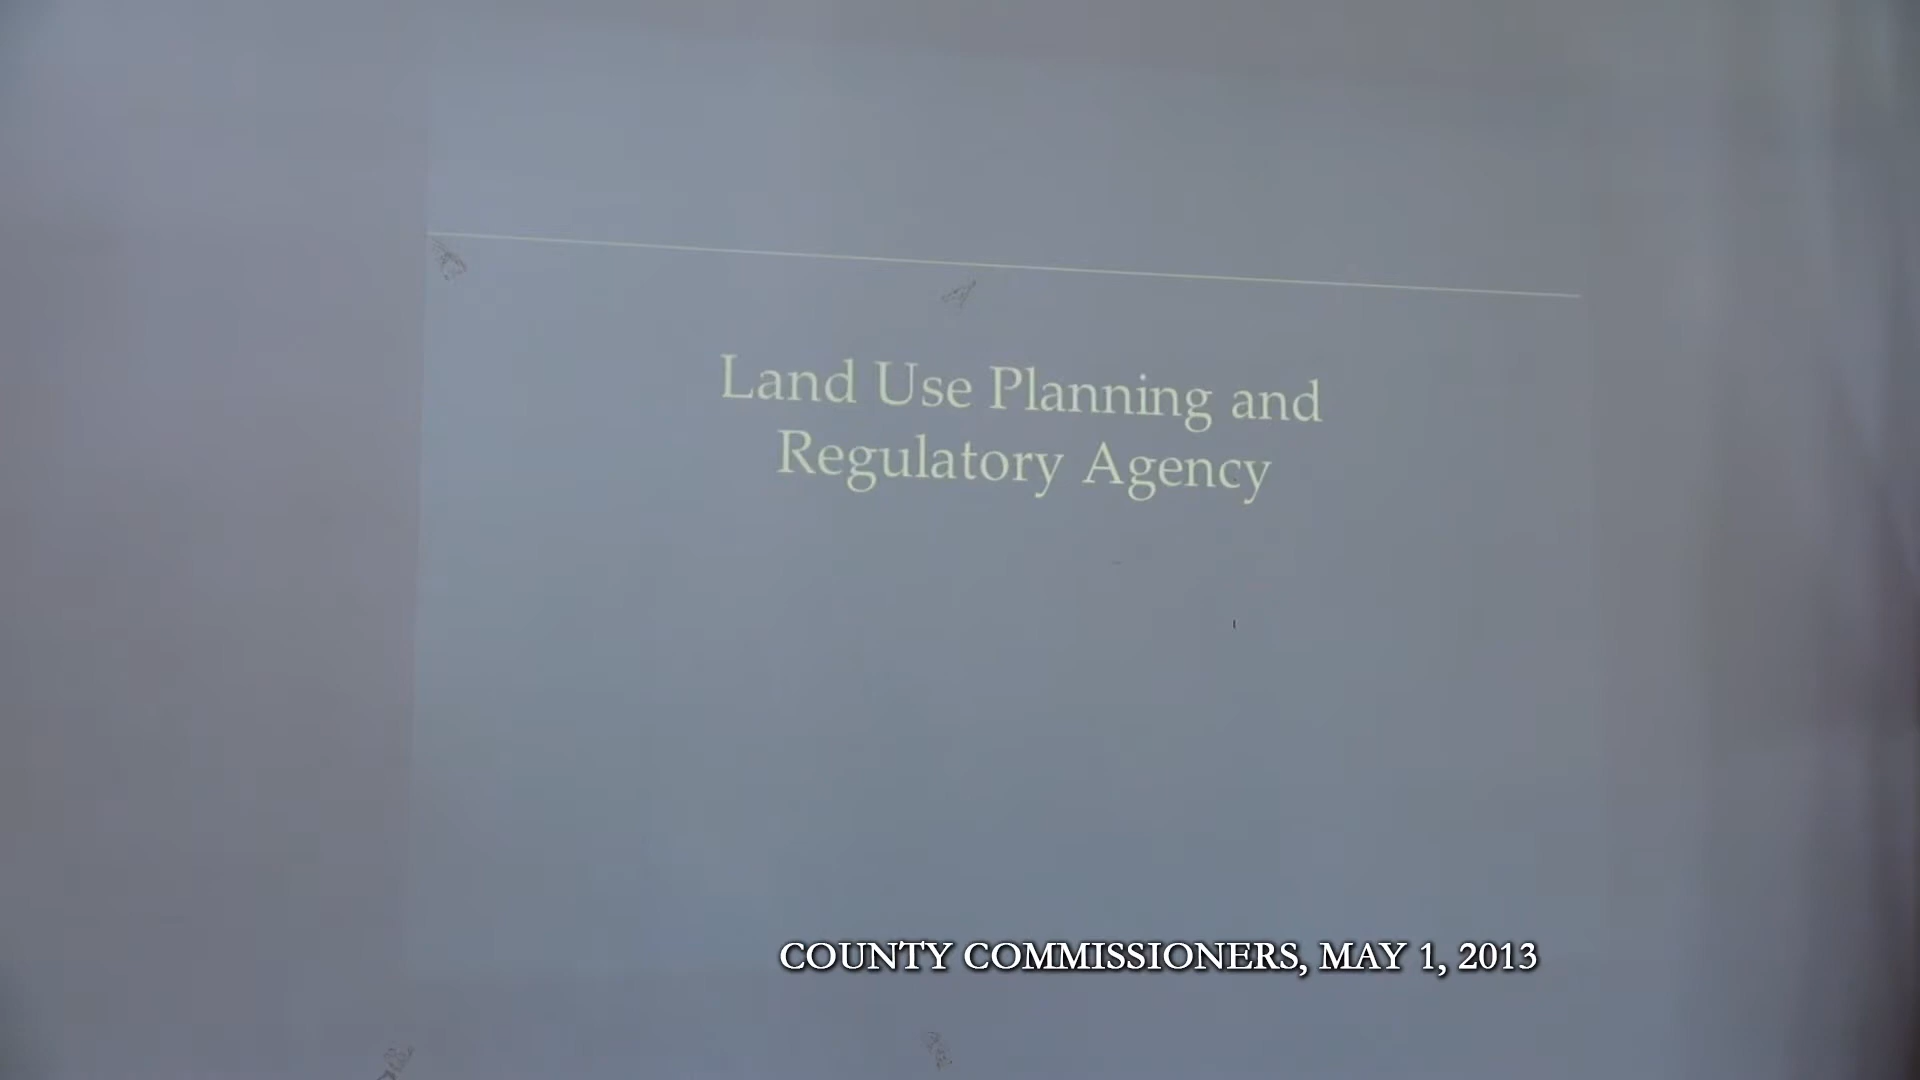 Land Use Planning and
Regulatory Agency
COUNTY COMMISSIONERS, MAY 1, 2013